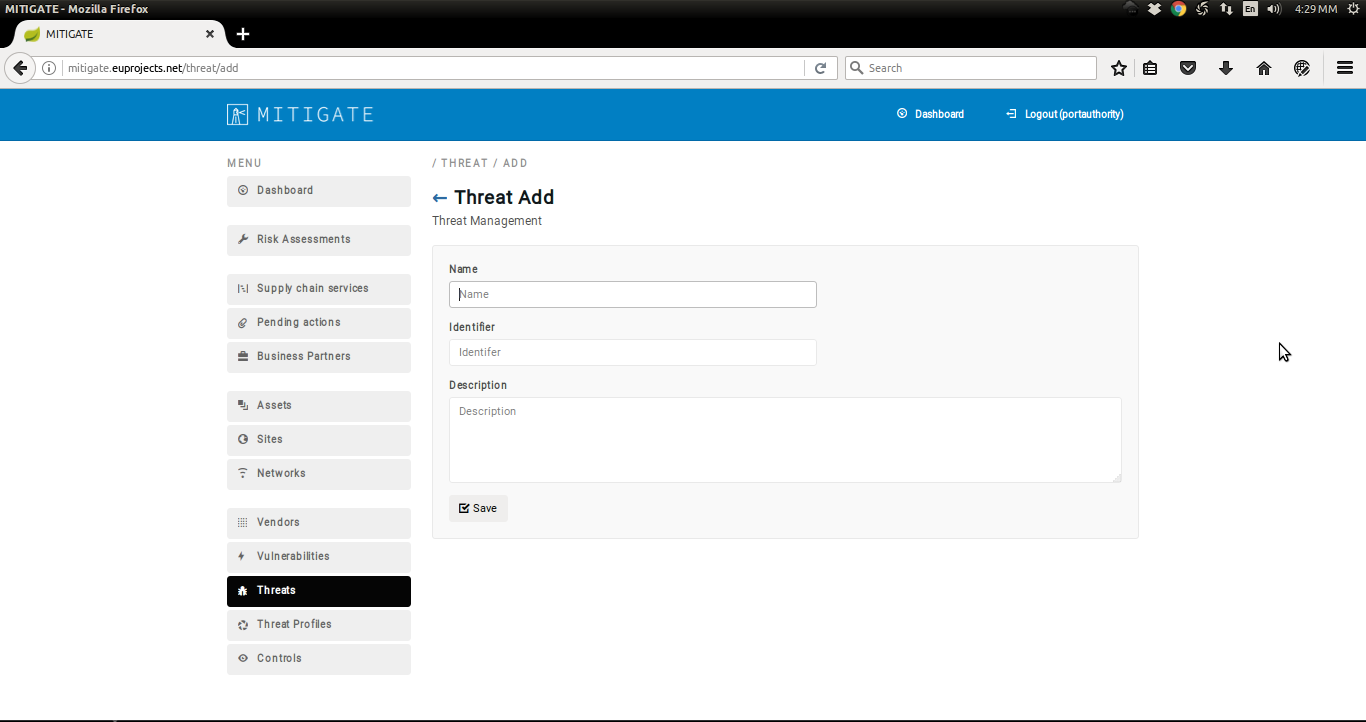 MITIGATE - Mozilla Firefox
En
4:29 ΜΜ
MITIGATE
mitigate.euprojects.net/threat/add
Search
MITIGATE
Dashboard
Logout (portauthority)
MENU
Dashboard
Risk Assessments
Supply chain services
Pending actions
Business Partners
Assets
Sites
Networks
Vendors
Vulnerabilities
Threats
Threat Profiles
Controls
/ THREAT / ADD
← Threat Add
Threat Management
Name
Name
Identifier
Identifer
Description
Description
Save